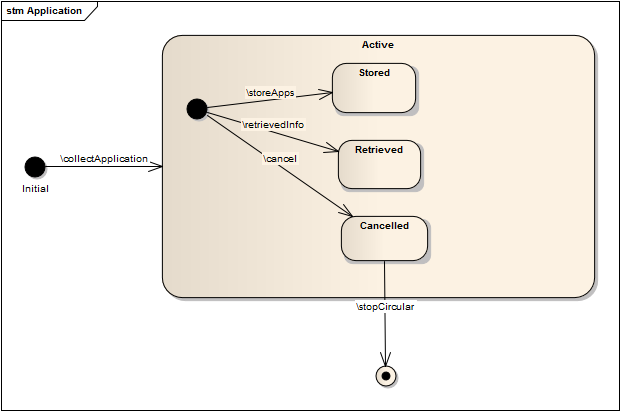 stm Application
Active
Stored
\storeApps
\retrievedInfo
Retrieved
\collectApplication
\cancel
Initial
Cancelled
\stopCircular